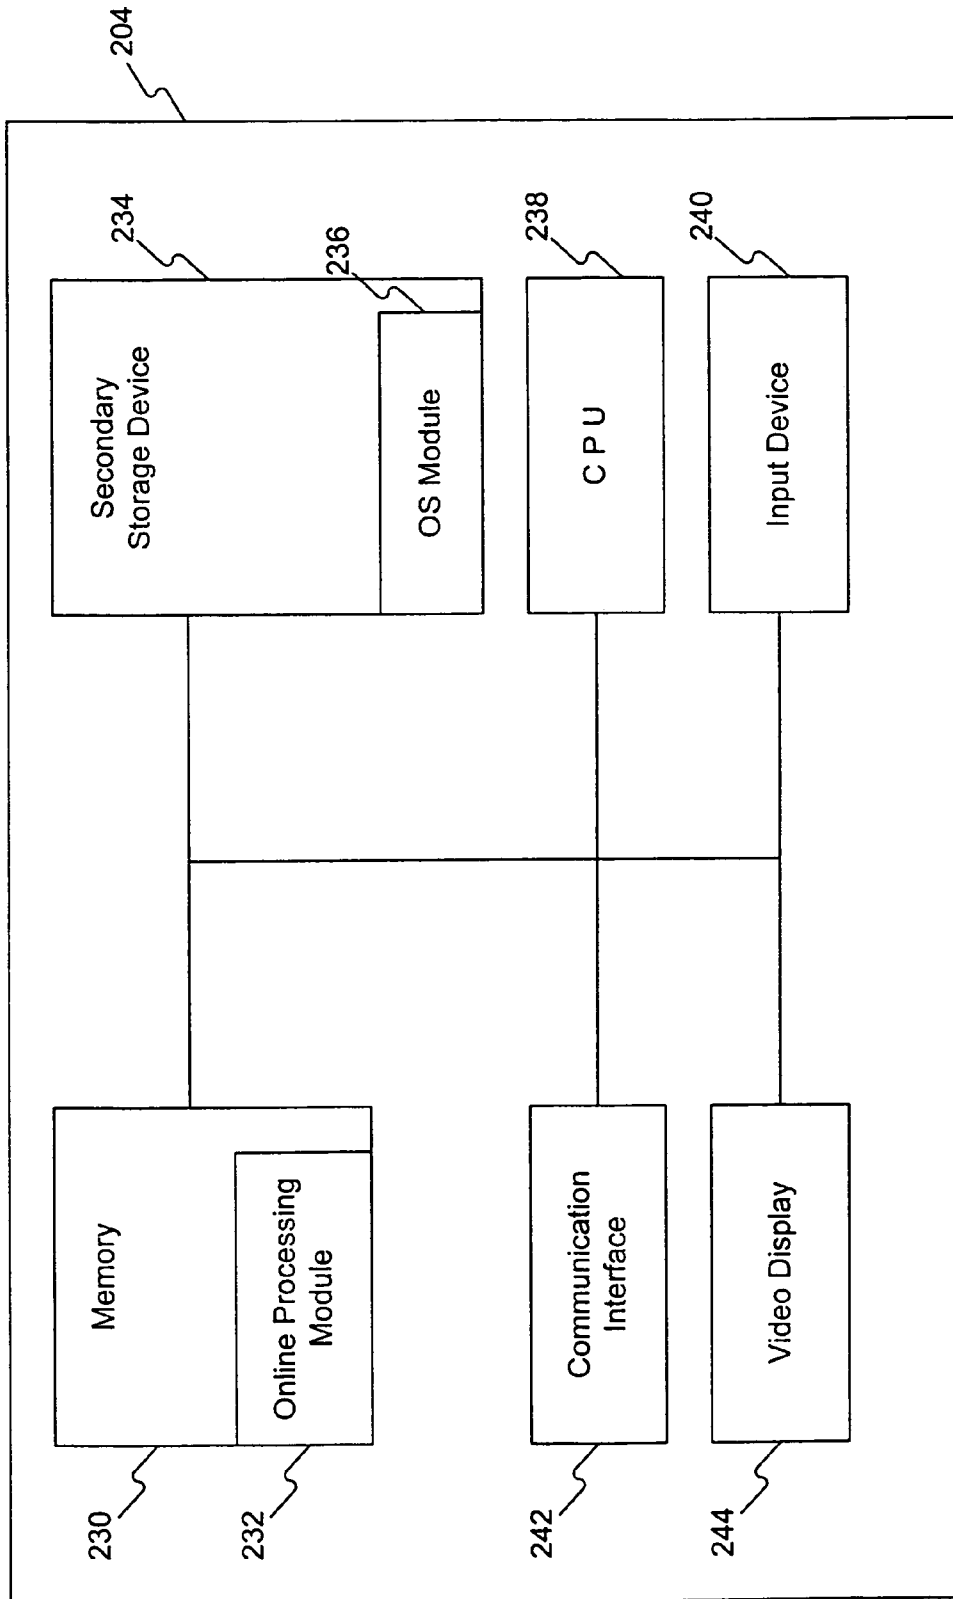 204
230
Memory
232
Online Processing
Module
234
Secondary
Storage Device
236
OS Module
242
Communication
Interface
238
C P U
244
Video Display
240
Input Device